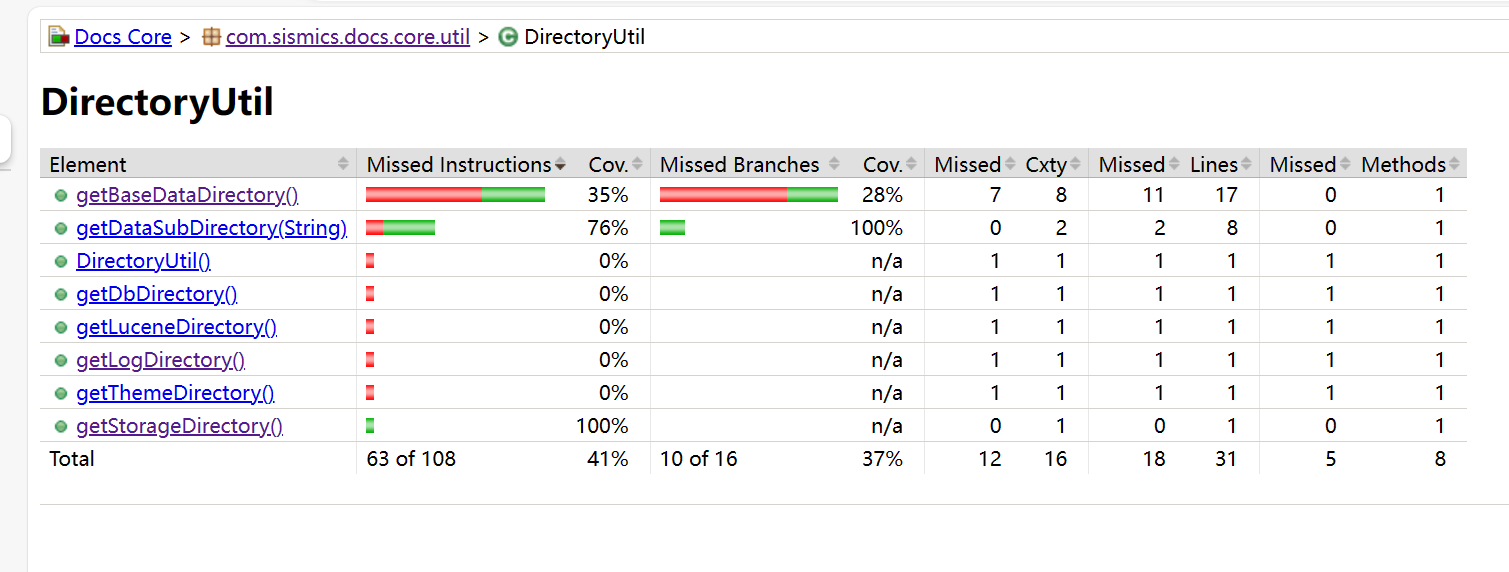 Docs Core > com.sismics.docs.core.util > DirectoryUtil
DirectoryUtil
Element Missed Instructions Cov. Missed Branches Cov. Missed Cxty Missed Lines Missed Methods
getBaseDataDirectory() 35% 28% 7 8 11 17 0 1
getDataSubDirectory(String) 76% 100% 0 2 2 8 0 1
DirectoryUtil() 0% n/a 1 1 1 1 1 1
getDbDirectory() 0% n/a 1 1 1 1 1 1
getLuceneDirectory() 0% n/a 1 1 1 1 1 1
getLogDirectory() 0% n/a 1 1 1 1 1 1
getThemeDirectory() 0% n/a 1 1 1 1 1 1
getStorageDirectory() 100% n/a 0 1 0 1 0 1
Total 63 of 108 41% 10 of 16 37% 12 16 18 31 5 8